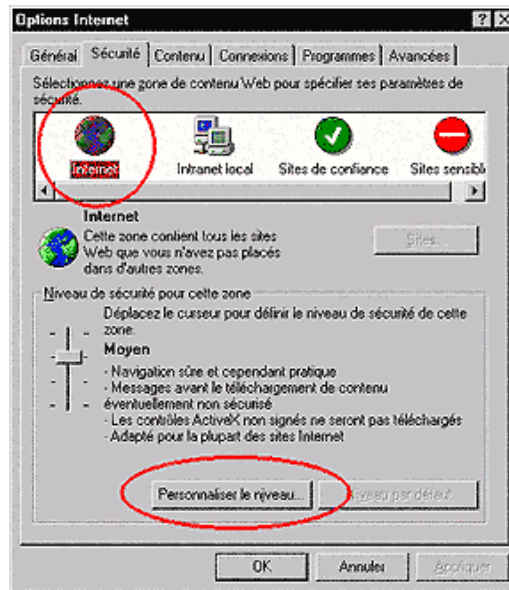 Options Internet
Général Sécurité Contenu Connexions Programmes Avancées
Sélectionnez une zone de contenu Web pour spécifier ses paramètres de
sécurité.
Internet Intranet local Sites de confiance Sites sensibl
Internet
Cette zone contient tous les sites
Web que vous n'avez pas placés
dans d'autres zones.
Sites...
Niveau de sécurité pour cette zone
Déplacez le curseur pour définir le niveau de sécurité de cette
zone.
Moyen
- Navigation sûre et cependant pratique
- Messages avant le téléchargement de contenu
éventuellement non sécurisé
- Les contrôles ActiveX non signés ne seront pas téléchargés
- Adapté pour la plupart des sites Internet
Personnaliser le niveau... Niveau par défaut
OK Annuler Appliquer